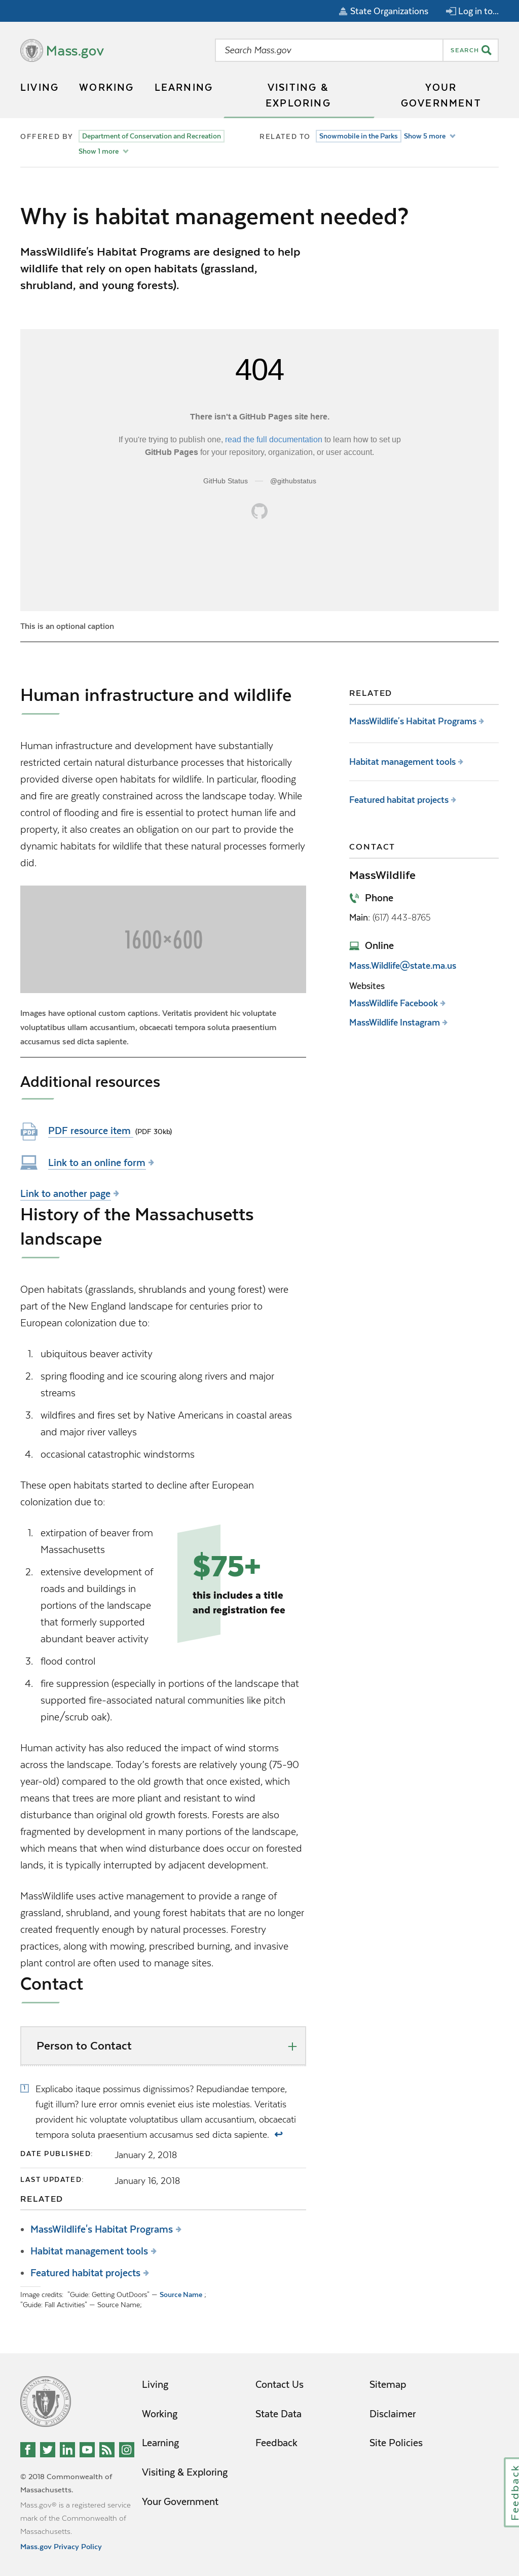 State Organizations
Log in to...
Mass.gov
Search Mass.gov
SEARCH
LIVING
WORKING
LEARNING
VISITING &
EXPLORING
YOUR
GOVERNMENT
OFFERED BY
Department of Conservation and Recreation
Show 1 more
RELATED TO
Snowmobile in the Parks
Show 5 more
Why is habitat management needed?
MassWildlife's Habitat Programs are designed to help
wildlife that rely on open habitats (grassland,
shrubland, and young forests).
404
There isn't a GitHub Pages site here.
If you're trying to publish one, read the full documentation to learn how to set up
GitHub Pages for your repository, organization, or user account.
GitHub Status — @githubstatus
This is an optional caption
Human infrastructure and wildlife
Human infrastructure and development have substantially
restricted certain natural disturbance processes that historically
provided diverse open habitats for wildlife. In particular, flooding
and fire are greatly constrained across the landscape today. While
control of flooding and fire is essential to protect human life and
property, it also creates an obligation on our part to provide the
dynamic habitats for wildlife that these natural processes formerly
did.
1600×600
Images have optional custom captions. Veritatis provident hic voluptate
voluptatibus ullam accusantium, obcaecati tempora soluta praesentium
accusamus sed dicta sapiente.
Additional resources
PDF
PDF resource item (PDF 30kb)
Link to an online form
Link to another page
RELATED
MassWildlife's Habitat Programs
Habitat management tools
Featured habitat projects
CONTACT
MassWildlife
Phone
Main: (617) 443-8765
Online
Mass.Wildlife@state.ma.us
Websites
MassWildlife Facebook
MassWildlife Instagram
History of the Massachusetts
landscape
Open habitats (grasslands, shrublands and young forest) were
part of the New England landscape for centuries prior to
European colonization due to:
1. ubiquitous beaver activity
2. spring flooding and ice scouring along rivers and major
streams
3. wildfires and fires set by Native Americans in coastal areas
and major river valleys
4. occasional catastrophic windstorms
These open habitats started to decline after European
colonization due to:
1. extirpation of beaver from
Massachusetts
2. extensive development of
roads and buildings in
portions of the landscape
that formerly supported
abundant beaver activity
3. flood control
4. fire suppression (especially in portions of the landscape that
supported fire-associated natural communities like pitch
pine/scrub oak).
$75+
this includes a title
and registration fee
Human activity has also reduced the impact of wind storms
across the landscape. Today's forests are relatively young (75-90
year-old) compared to the old growth that once existed, which
means that trees are more pliant and resistant to wind
disturbance than original old growth forests. Forests are also
fragmented by development in many portions of the landscape,
which means that when wind disturbance does occur on forested
lands, it is typically interrupted by adjacent development.
MassWildlife uses active management to provide a range of
grassland, shrubland, and young forest habitats that are no longer
created frequently enough by natural processes. Forestry
practices, along with mowing, prescribed burning, and invasive
plant control are often used to manage sites.
Contact
Person to Contact
1 Explicabo itaque possimus dignissimos? Repudiandae tempore,
fugit illum? Iure error omnis eveniet eius iste molestias. Veritatis
provident hic voluptate voluptatibus ullam accusantium, obcaecati
tempora soluta praesentium accusamus sed dicta sapiente. ↩
DATE PUBLISHED: January 2, 2018
LAST UPDATED: January 16, 2018
RELATED
MassWildlife's Habitat Programs
Habitat management tools
Featured habitat projects
Image credits: "Guide: Getting OutDoors" — Source Name ,
"Guide: Fall Activities" — Source Name,
Living
Working
Learning
Visiting & Exploring
Your Government
Contact Us
State Data
Feedback
Sitemap
Disclaimer
Site Policies
© 2018 Commonwealth of
Massachusetts.
Mass.gov® is a registered service
mark of the Commonwealth of
Massachusetts.
Mass.gov Privacy Policy
Feedback